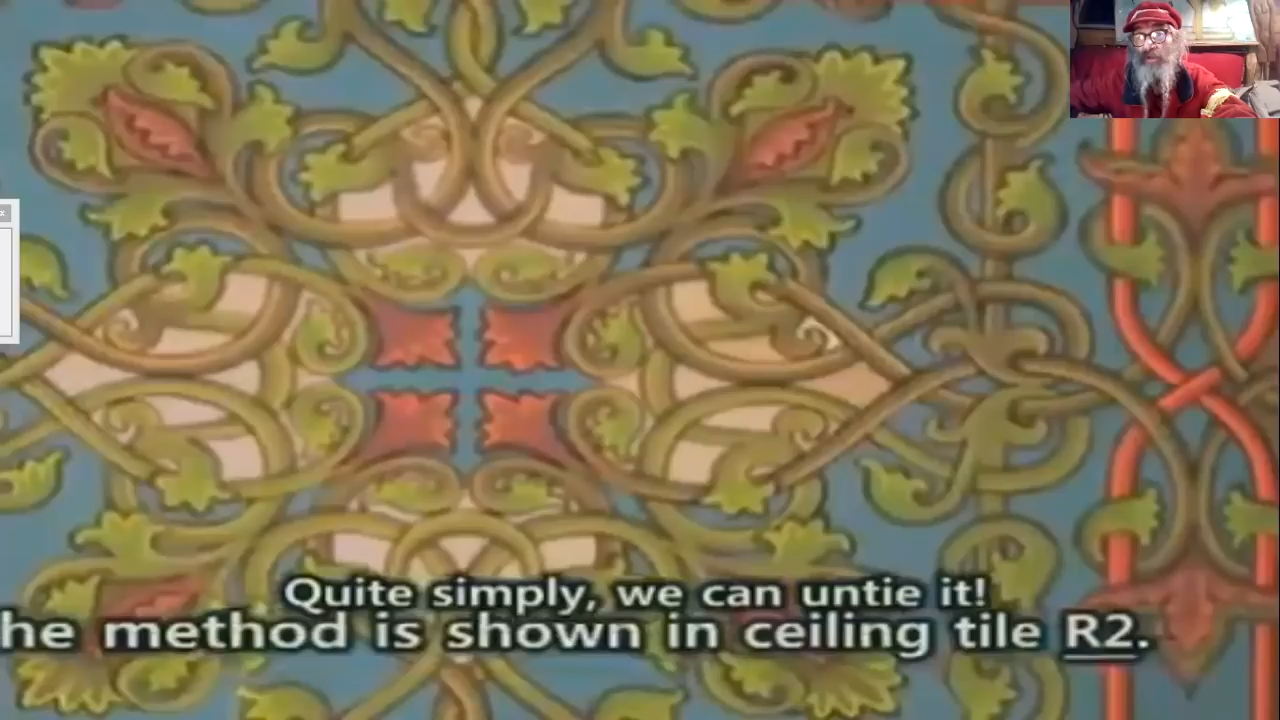 Quite simply, we can untie it!
he method is shown in ceiling tile R2.